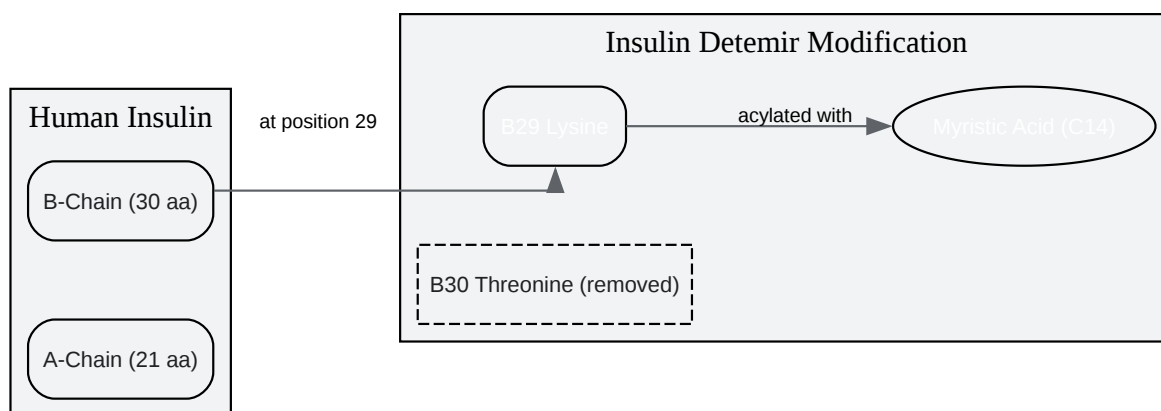 Insulin Detemir Modification
Human Insulin
at position 29
B29 Lysine
acylated with
Myristic Acid (C14)
B-Chain (30 aa)
B30 Threonine (removed)
A-Chain (21 aa)